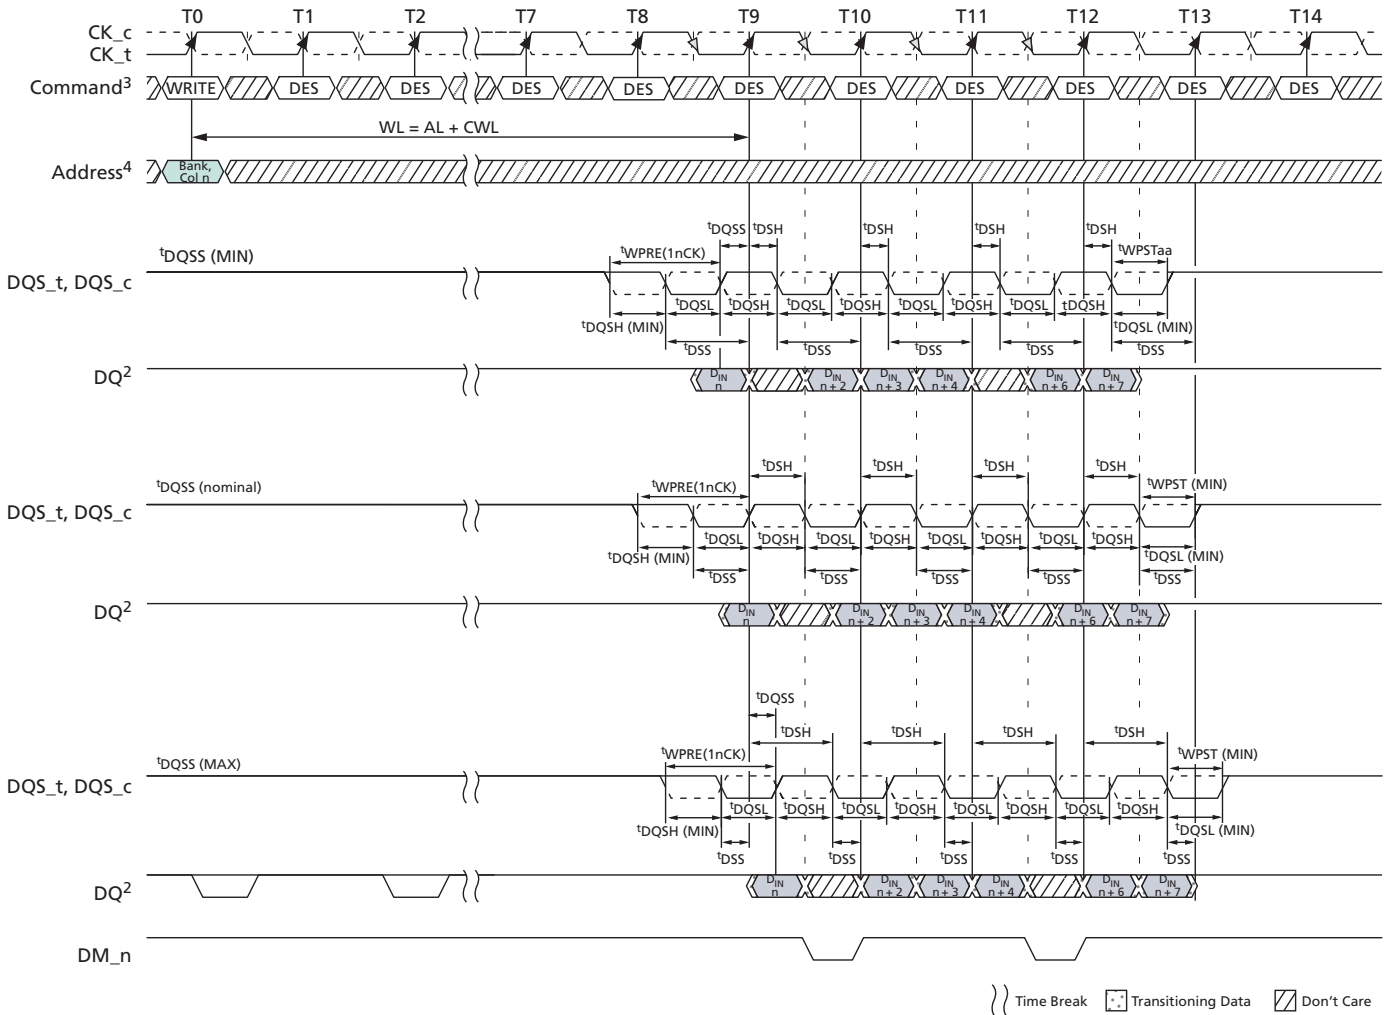 T0 T1 T2 T7 T8 T9 T10 T11 T12 T13 T14
CK_c
CK_t
Command3 WRITE DES DES DES DES DES DES DES DES DES DES
WL = AL + CWL
Address4 Bank,
Col n
tDQSS tDSH tDSH tDSH tDSH
tDQSS (MIN) tWPRE(1nCK) tWPSTaa
DQS_t, DQS_c
tDQSL tDQSH tDQSL tDQSH tDQSL tDQSH tDQSL tDQSH
tDQSH (MIN) tDQSL (MIN)
tDSS tDSS tDSS tDSS tDSS
DQ2 DIN DIN DIN DIN DIN DIN
n n + 2 n + 3 n + 4 n + 6 n + 7
tDSH tDSH tDSH tDSH
tDQSS (nominal) tWPRE(1nCK) tWPST (MIN)
DQS_t, DQS_c
tDQSL tDQSH tDQSL tDQSH tDQSL tDQSH tDQSL tDQSH
tDQSH (MIN) tDQSL (MIN)
tDSS tDSS tDSS tDSS tDSS
DQ2 DIN DIN DIN DIN DIN DIN
n n + 2 n + 3 n + 4 n + 6 n + 7
tDQSS
tDSH tDSH tDSH tDSH
tDQSS (MAX) tWPRE(1nCK) tWPST (MIN)
DQS_t, DQS_c
tDQSL tDQSH tDQSL tDQSH tDQSL tDQSH tDQSL tDQSH
tDQSH (MIN) tDQSL (MIN)
tDSS tDSS tDSS tDSS tDSS
DQ2 DIN DIN DIN DIN DIN DIN
n n + 2 n + 3 n + 4 n + 6 n + 7
DM_n
Time Break Transitioning Data Don't Care